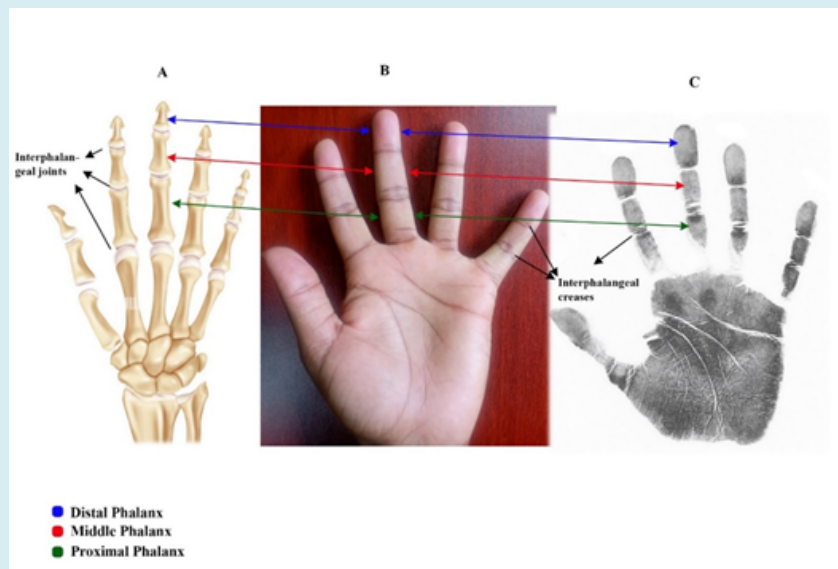 A
B
C
Interphalan-
geal joints
Interphalangeal
creases
Distal Phalanx
Middle Phalanx
Proximal Phalanx